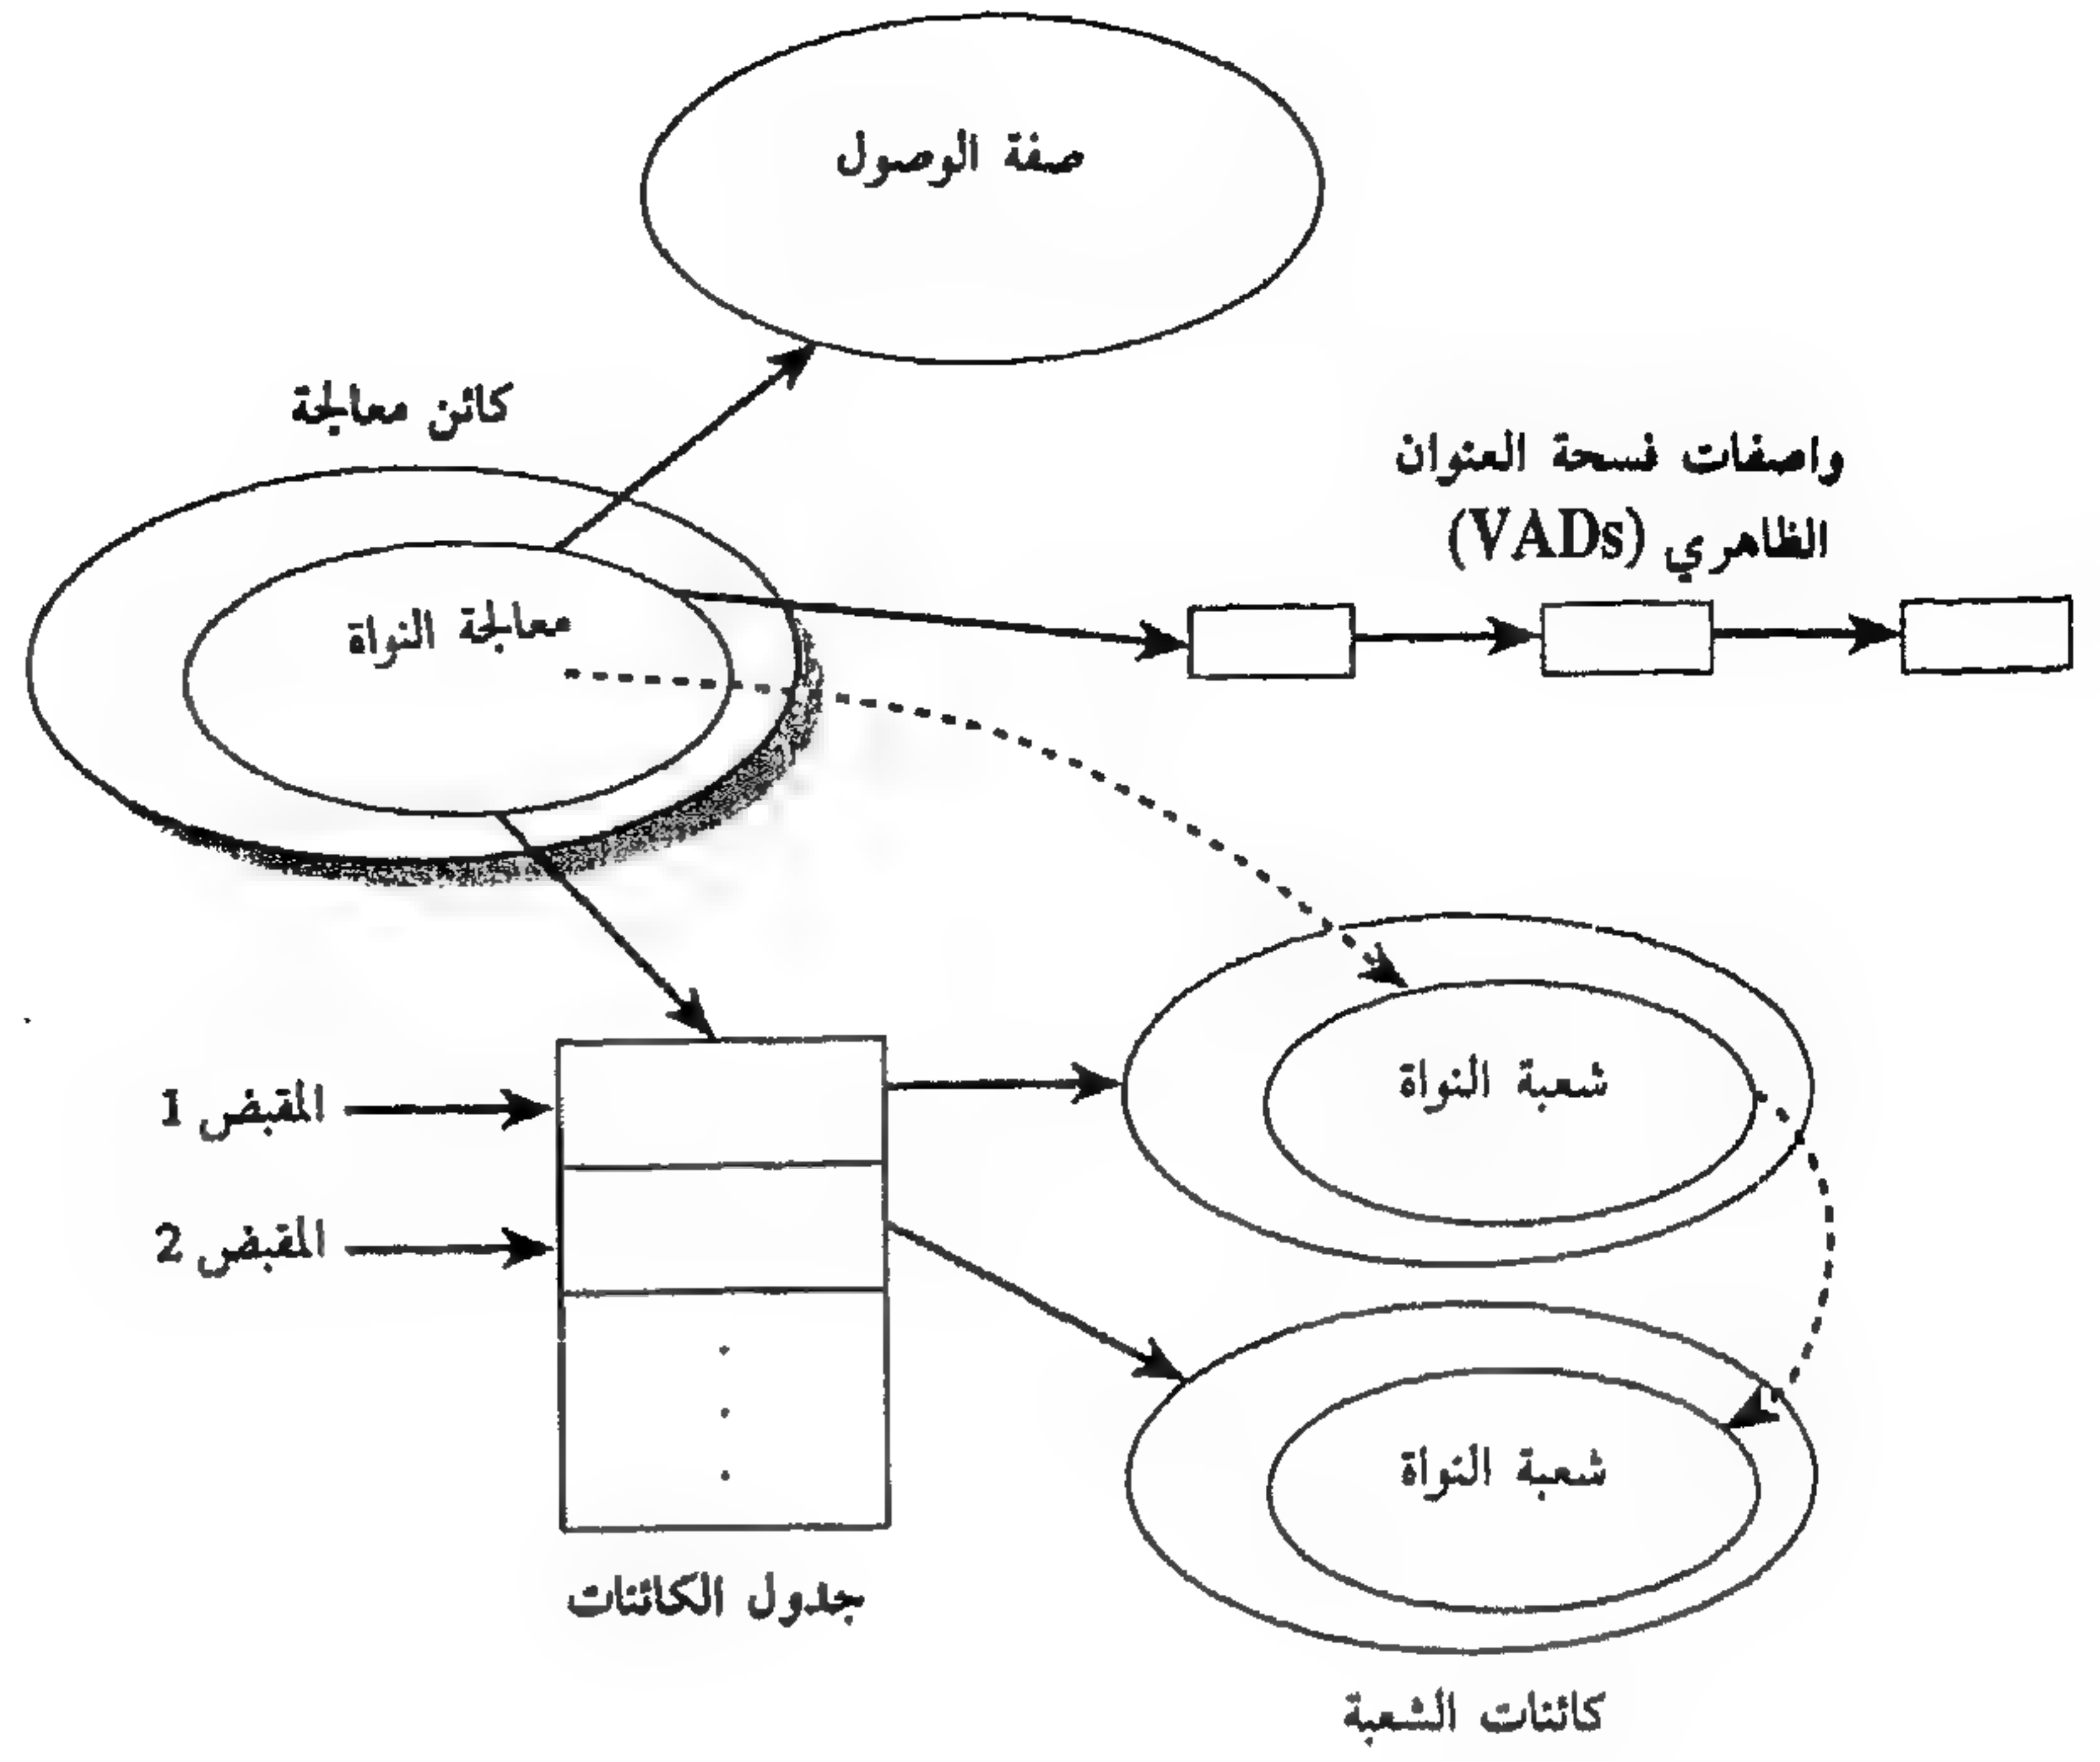 صفة الوصول
كائن معالجة
واصفات فسحة العنوان
الظاهري (VADs)
معالجة النواة
شعبة النواة
المقبض 1
المقبض 2
شعبة النواة
جدول الكائنات
كائنات الشعبة